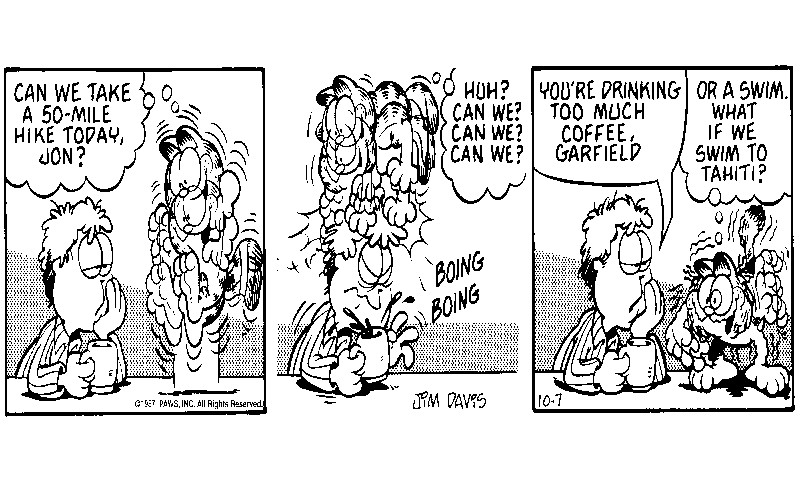 CAN WE TAKE
A 50-MILE
HIKE TODAY,
JON?
©1987 PAWS, INC. All Rights Reserved.
HUH?
CAN WE?
CAN WE?
CAN WE?
BOING
BOING
JIM DAVIS
YOU'RE DRINKING
TOO MUCH
COFFEE,
GARFIELD
OR A SWIM.
WHAT
IF WE
SWIM TO
TAHITI?
10-7